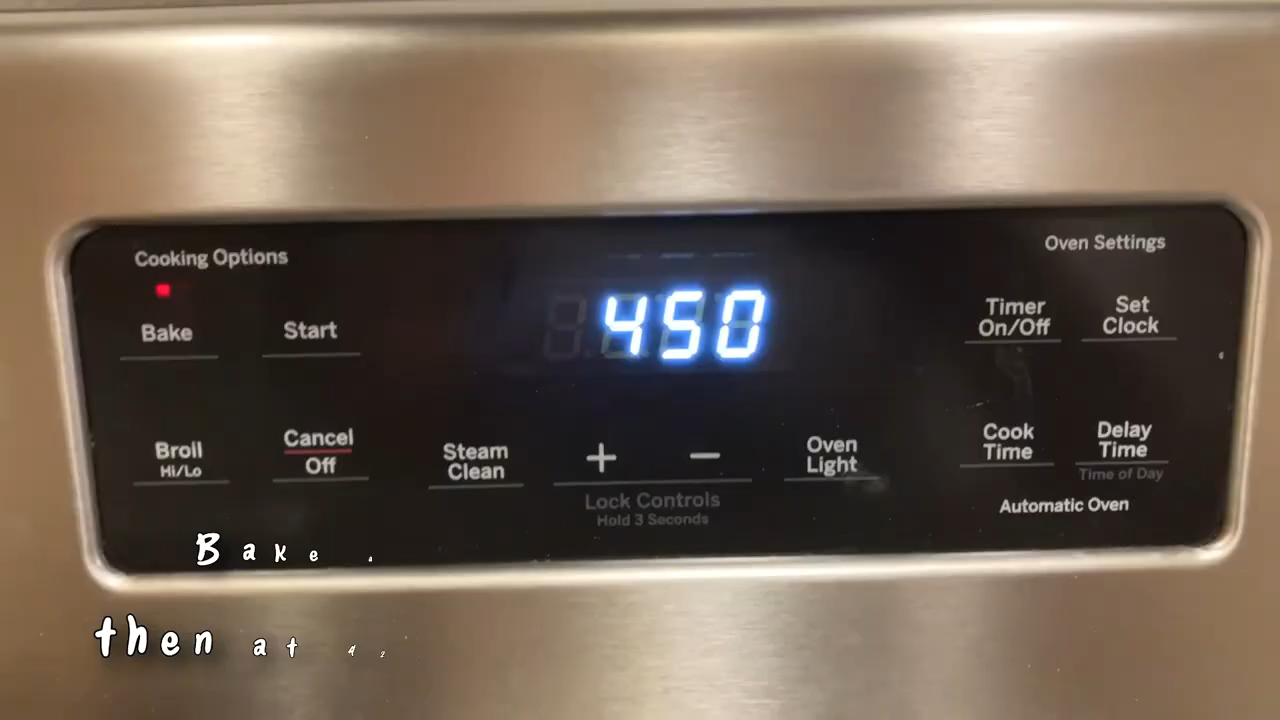 Cooking Options
Oven Settings
Bake
Start
450
Timer
On/Off
Set
Clock
Broil
Hi/Lo
Cancel
Off
Steam
Clean
+
−
Oven
Light
Cook
Time
Delay
Time
Time of Day
Lock Controls
Hold 3 Seconds
Automatic Oven
Bake
then at 42